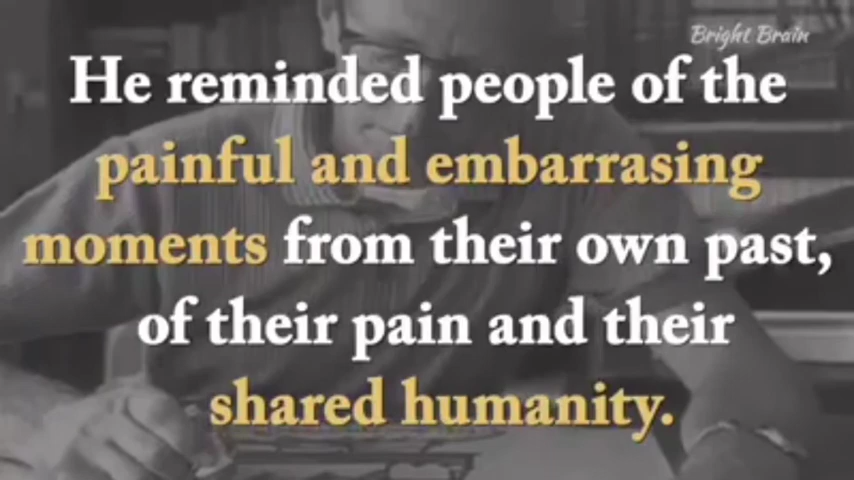 Bright Brain
He reminded people of the
painful and embarrasing
moments from their own past,
of their pain and their
shared humanity.